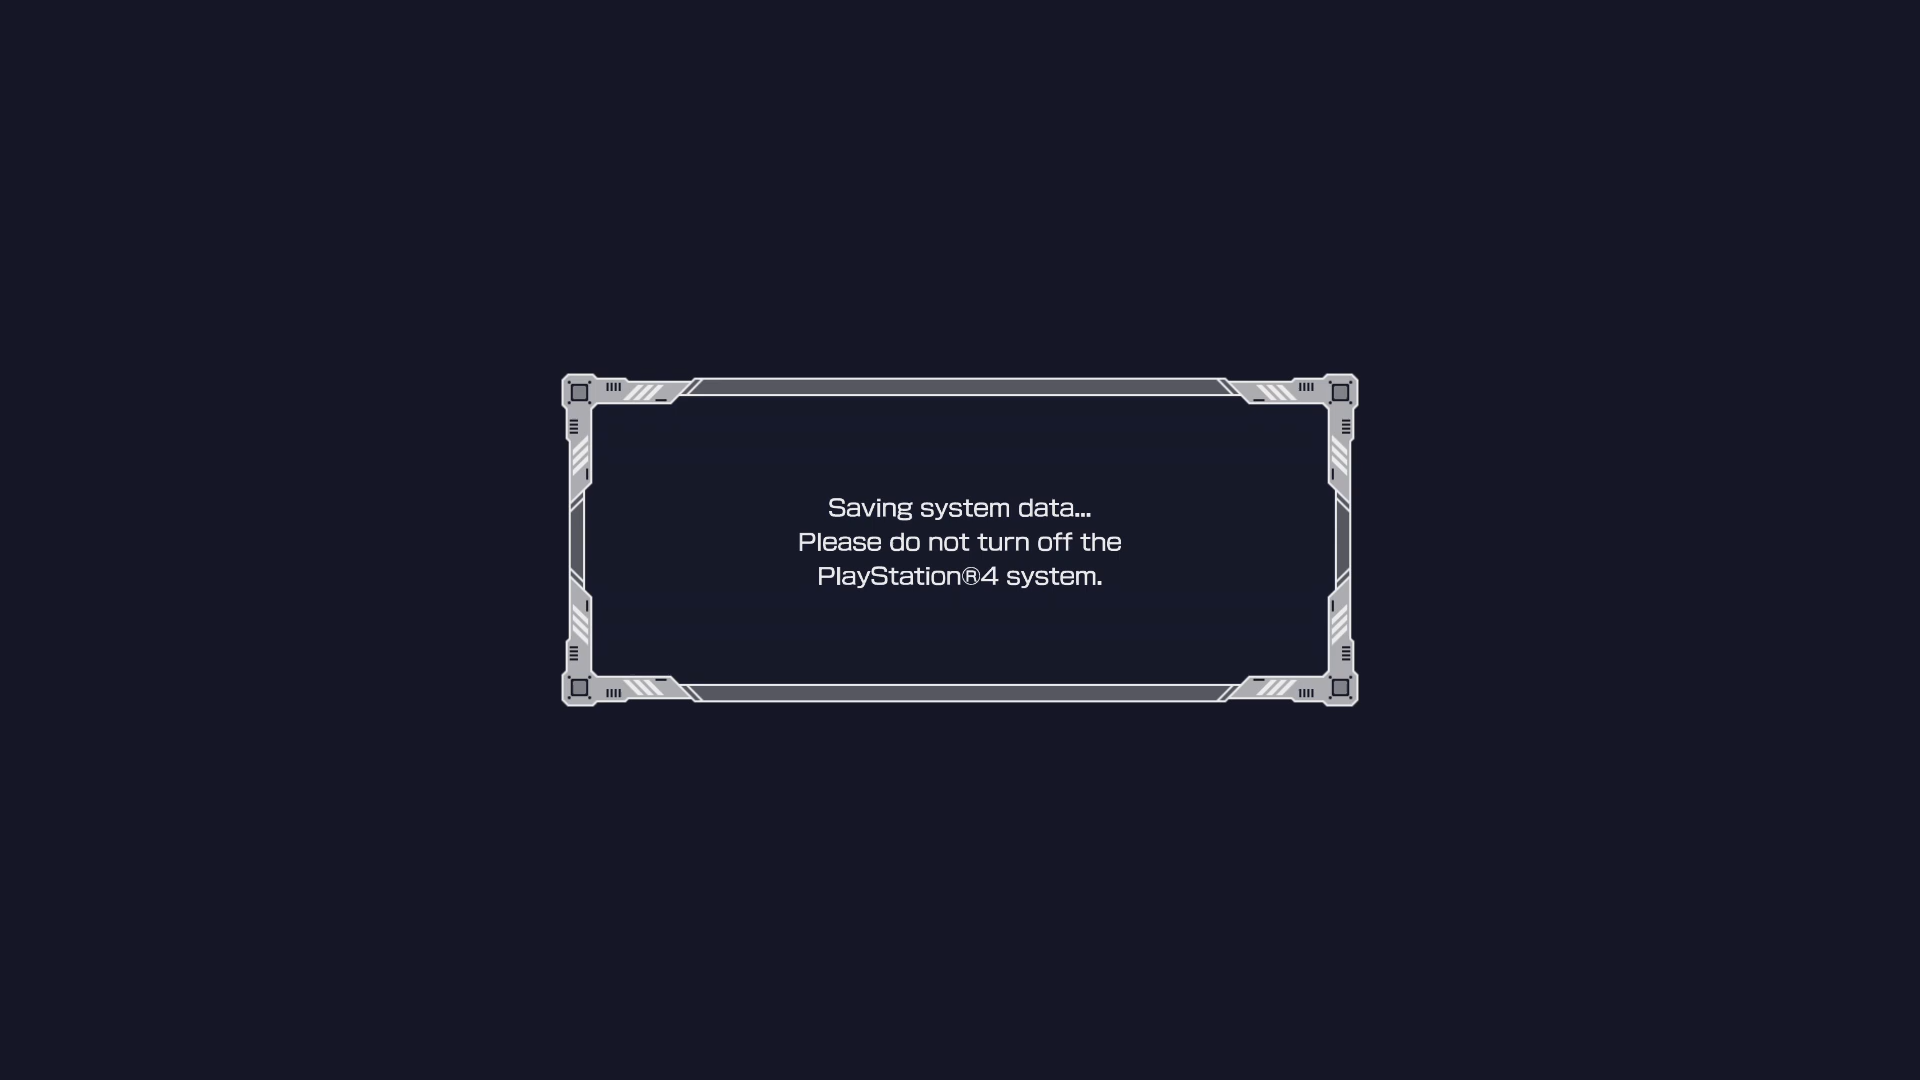 Saving system data...
Please do not turn off the
PlayStation®4 system.